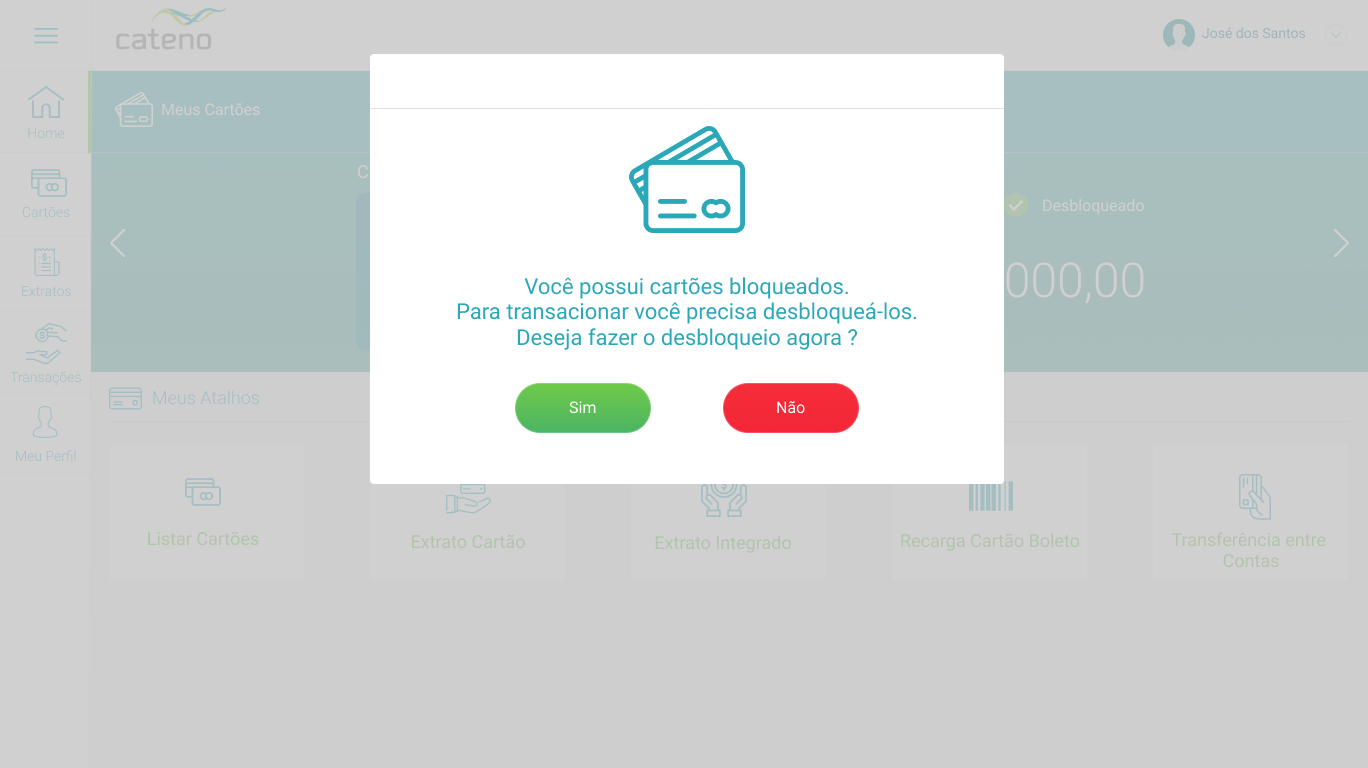 cateno
José dos Santos
Home
Cartões
Extratos
Transações
Meu Perfil
Meus Cartões
C
Desbloqueado
000,00
Você possui cartões bloqueados.
Para transacionar você precisa desbloqueá-los.
Deseja fazer o desbloqueio agora ?
Sim
Não
Meus Atalhos
Listar Cartões
Extrato Cartão
Extrato Integrado
Recarga Cartão Boleto
Transferência entre
Contas